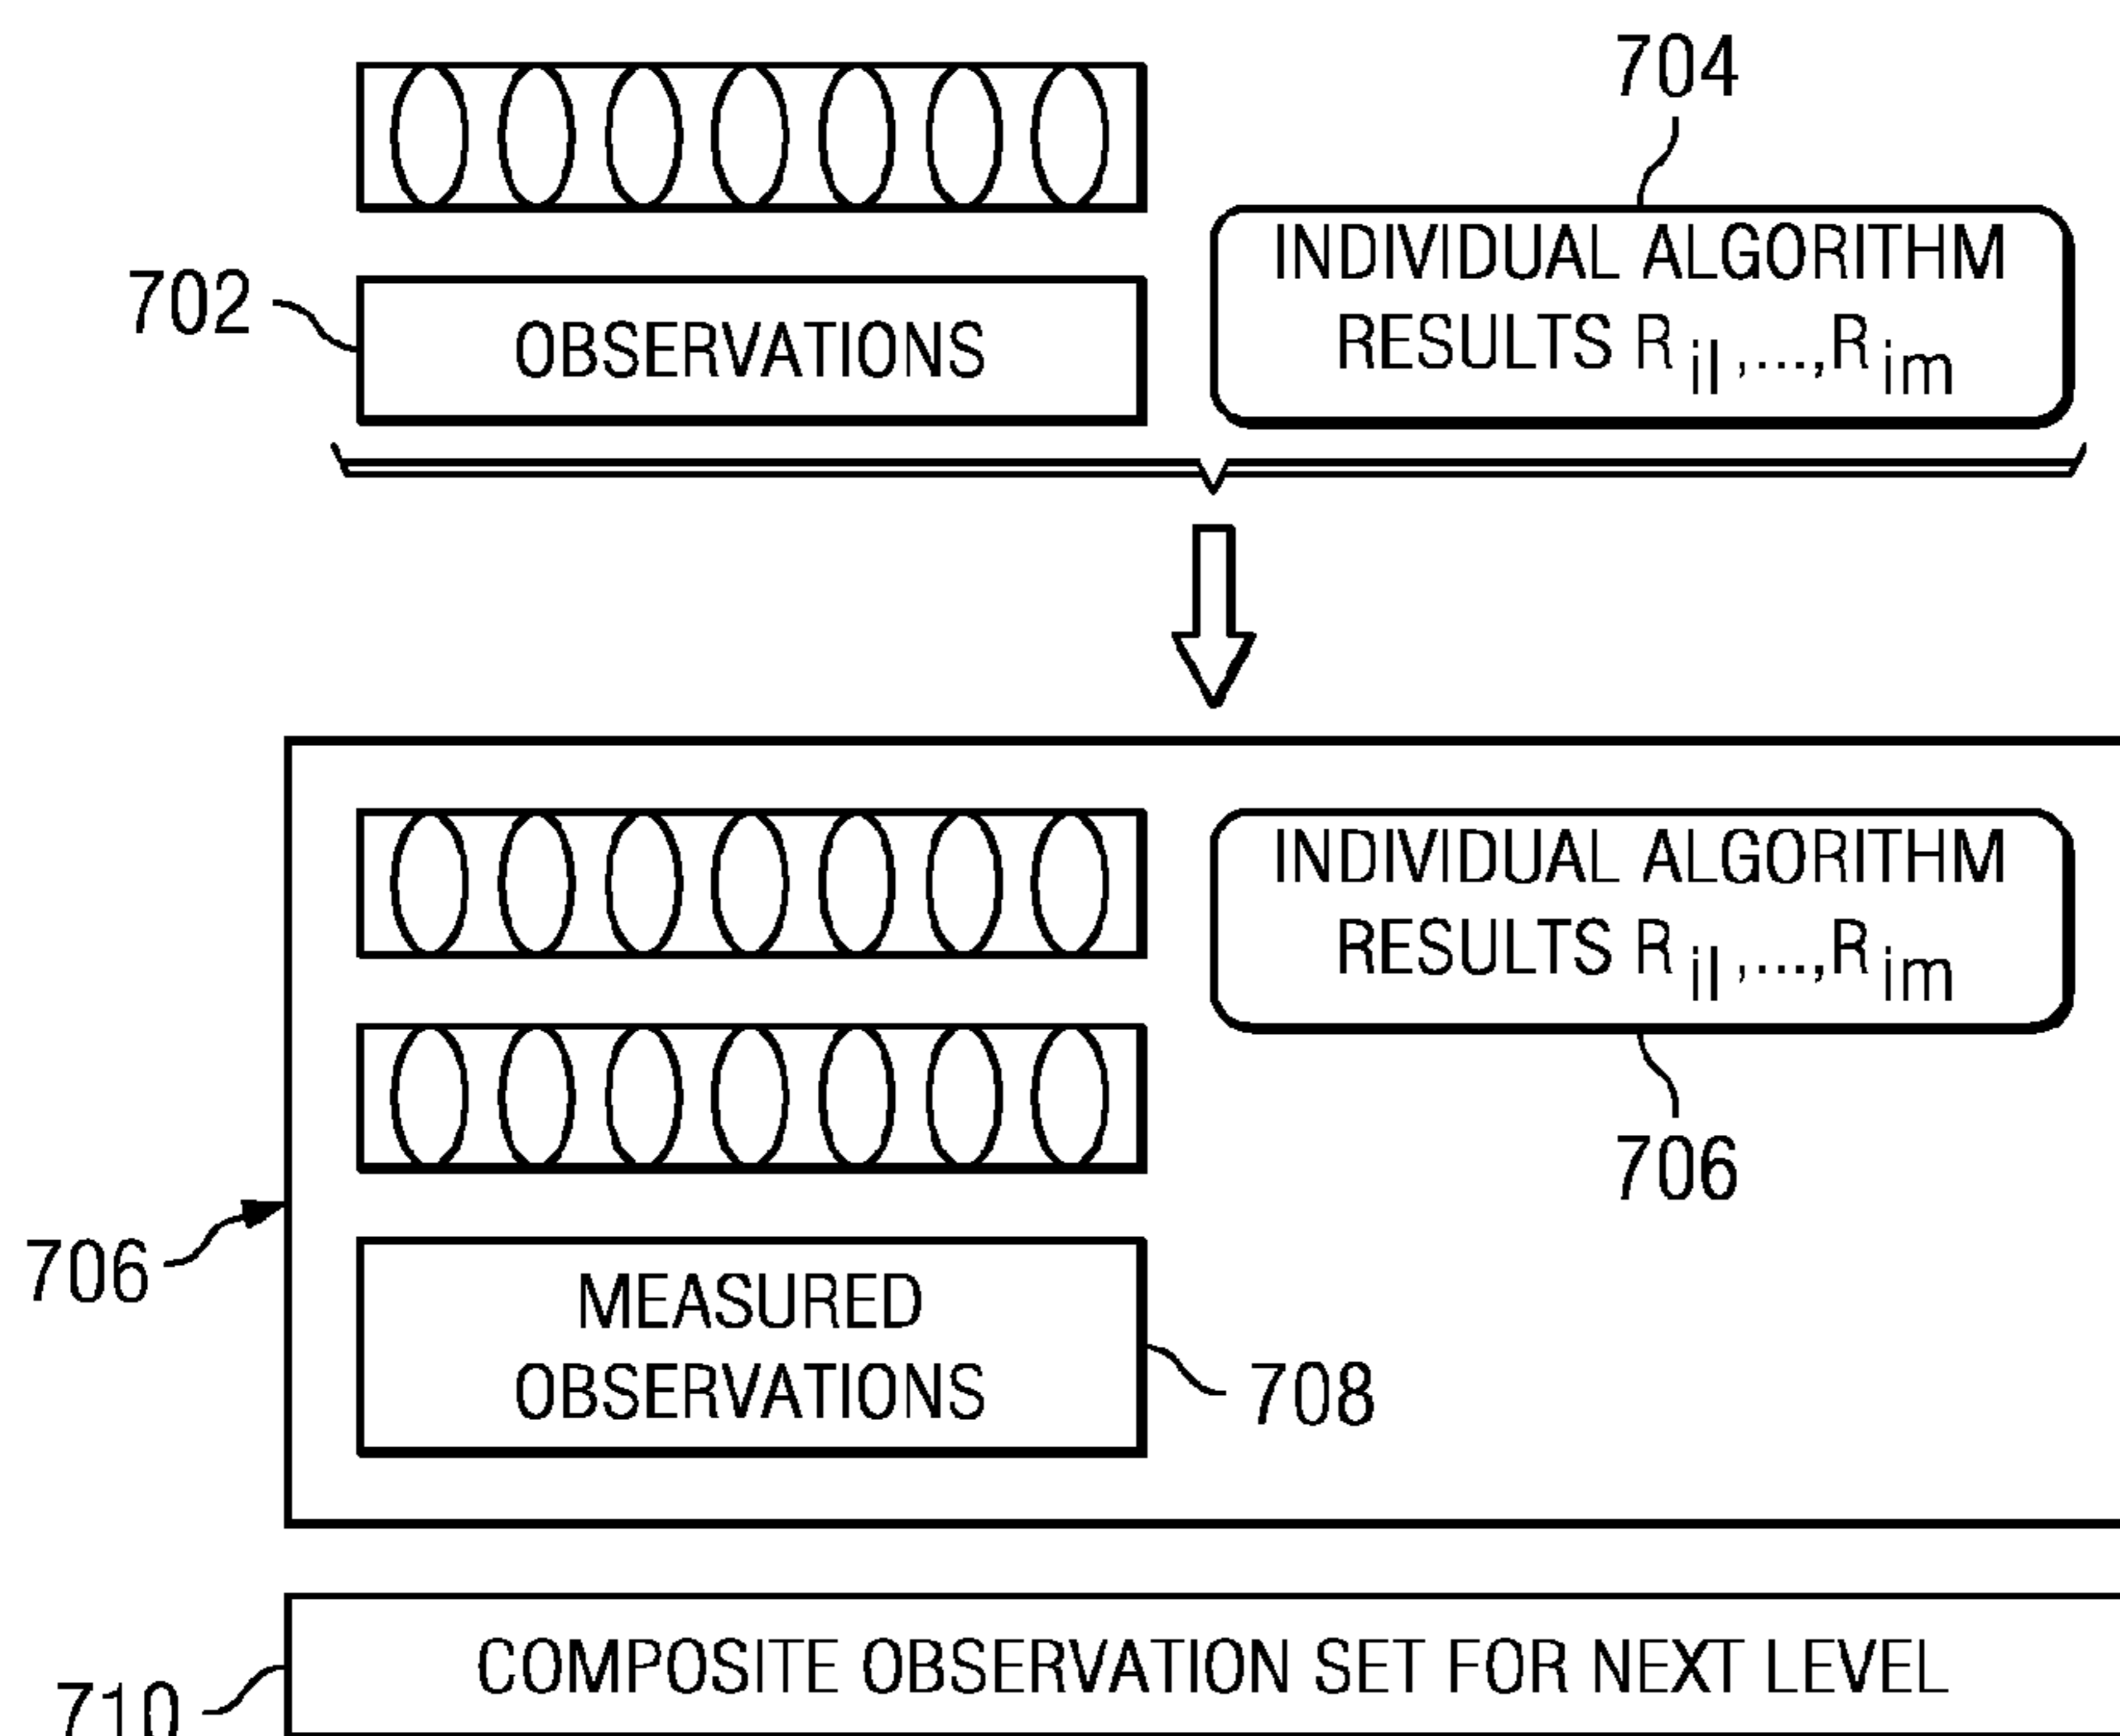 704
INDIVIDUAL ALGORITHM
RESULTS R il ,...,R im
702
OBSERVATIONS
INDIVIDUAL ALGORITHM
RESULTS R il ,...,R im
706
706
MEASURED
OBSERVATIONS
708
COMPOSITE OBSERVATION SET FOR NEXT LEVEL
710